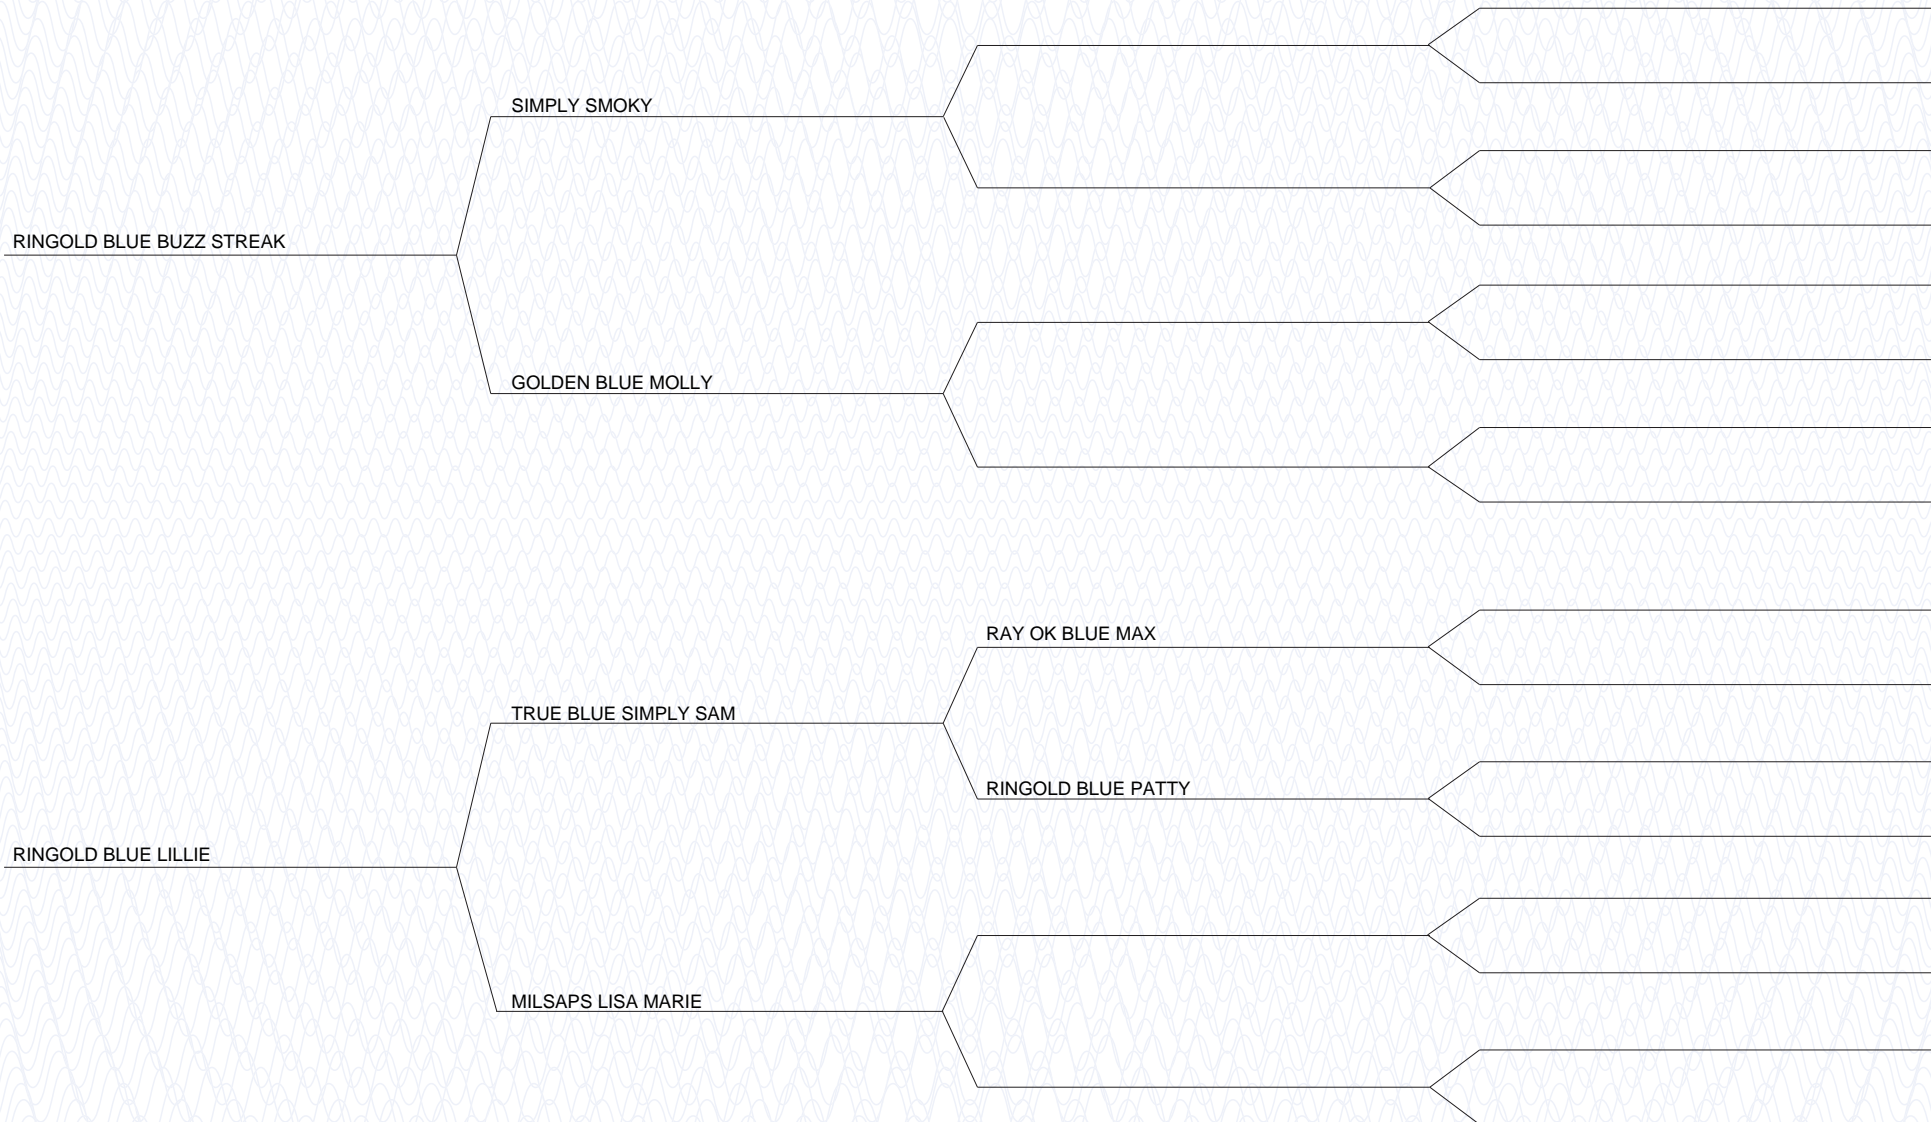 SIMPLY SMOKY
RINGOLD BLUE BUZZ STREAK
GOLDEN BLUE MOLLY
RAY OK BLUE MAX
TRUE BLUE SIMPLY SAM
RINGOLD BLUE PATTY
RINGOLD BLUE LILLIE
MILSAPS LISA MARIE